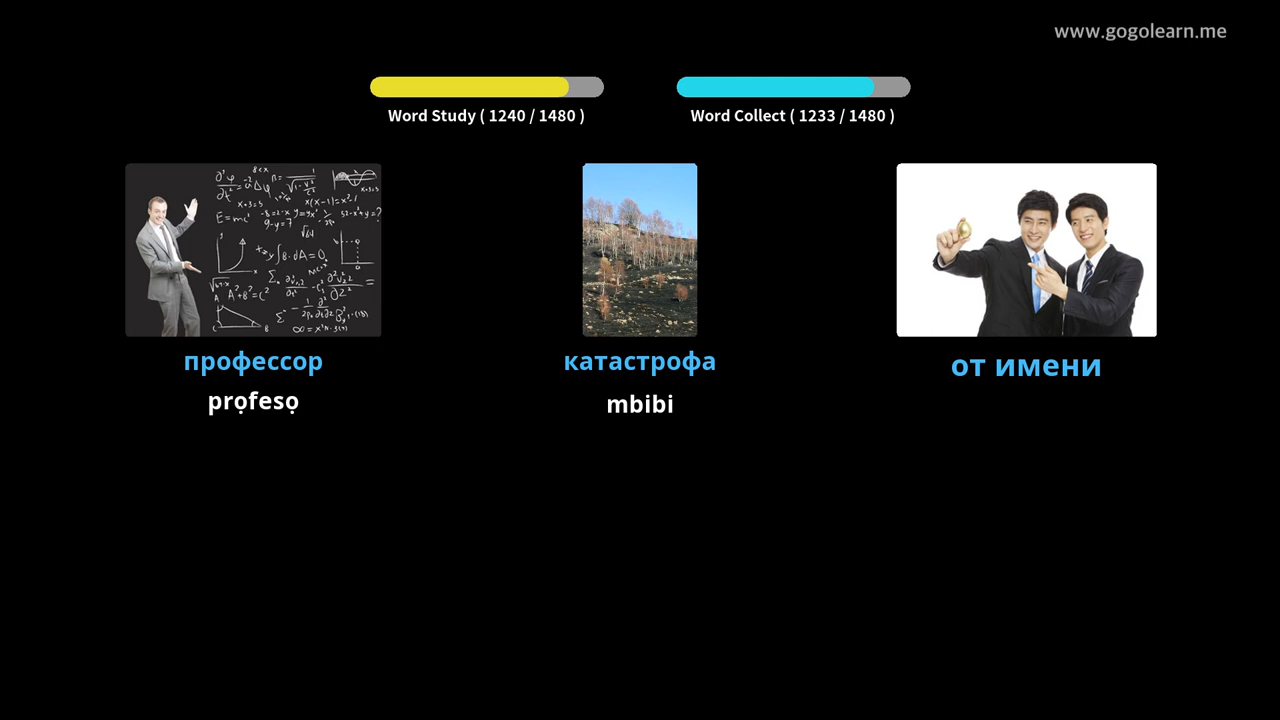 www.gogolearn.me
Word Study ( 1240 / 1480 )
Word Collect ( 1233 / 1480 )
профессор
prọfesọ
катастрофа
mbibi
от имени